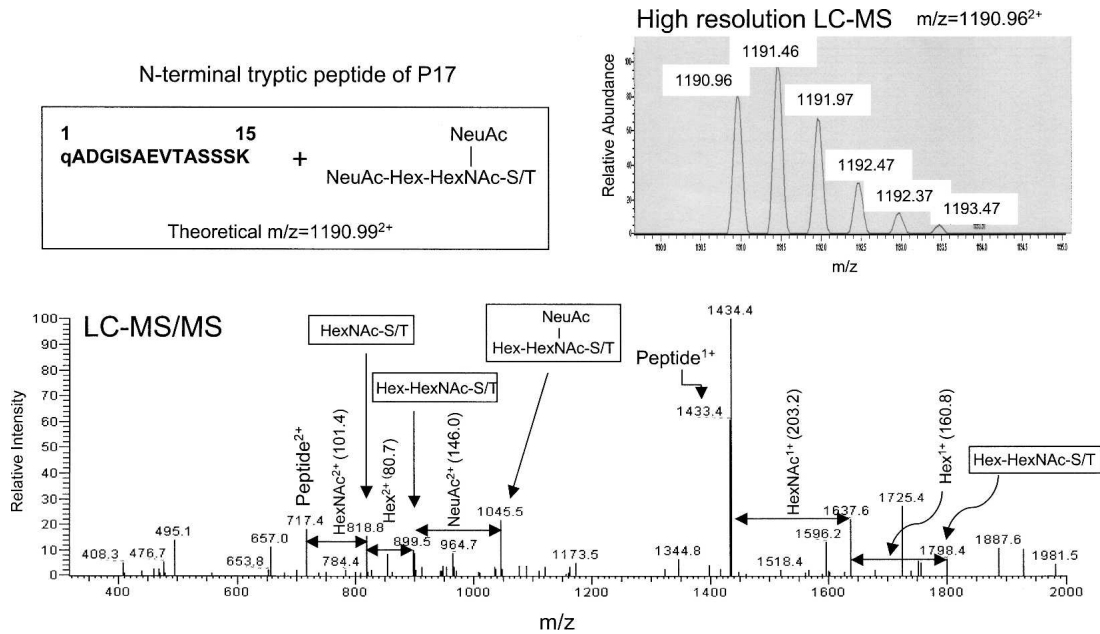 N-terminal tryptic peptide of P17
1 15
qADGISAEVTASSSK
+
NeuAc
NeuAc-Hex-HexNAc-S/T
Theoretical m/z=1190.99²⁺
High resolution LC-MS m/z=1190.96²⁺
Relative Abundance
1190.96
1191.46
1191.97
1192.47
1192.37
1193.47
m/z
LC-MS/MS
Relative Intensity
100
90
80
70
60
50
40
30
20
10
0
HexNAc-S/T
Hex-HexNAc-S/T
NeuAc
Hex-HexNAc-S/T
Peptide¹⁺
Peptide²⁺
HexNAc²⁺ (101.4)
Hex²⁺ (80.7)
NeuAc²⁺ (146.0)
HexNAc¹⁺ (203.2)
Hex¹⁺ (160.8)
Hex-HexNAc-S/T
408.3
476.7
495.1
653.8
657.0
717.4
784.4
818.8
899.5
964.7
1045.5
1173.5
1344.8
1433.4
1434.4
1518.4
1596.2
1637.6
1725.4
1798.4
1887.6
1981.5
400 600 800 1000 1200 1400 1600 1800 2000
m/z